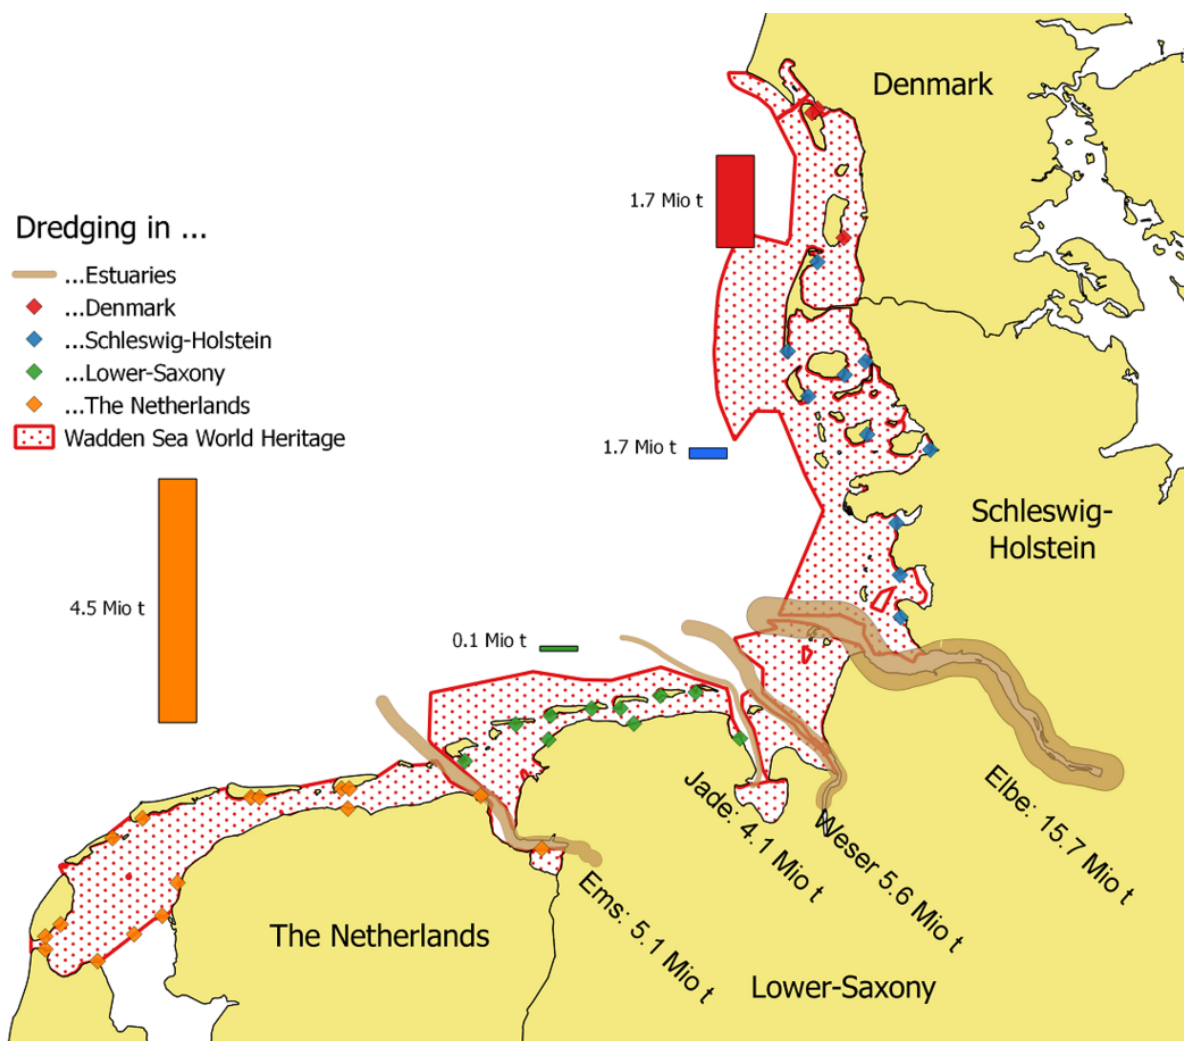 Denmark
1.7 Mio t
Dredging in ...
...Estuaries
...Denmark
...Schleswig-Holstein
...Lower-Saxony
...The Netherlands
Wadden Sea World Heritage
1.7 Mio t
Schleswig-
Holstein
4.5 Mio t
0.1 Mio t
Elbe: 15.7 Mio t
Jade: 4.1 Mio t
Weser 5.6 Mio t
Ems: 5.1 Mio t
The Netherlands
Lower-Saxony